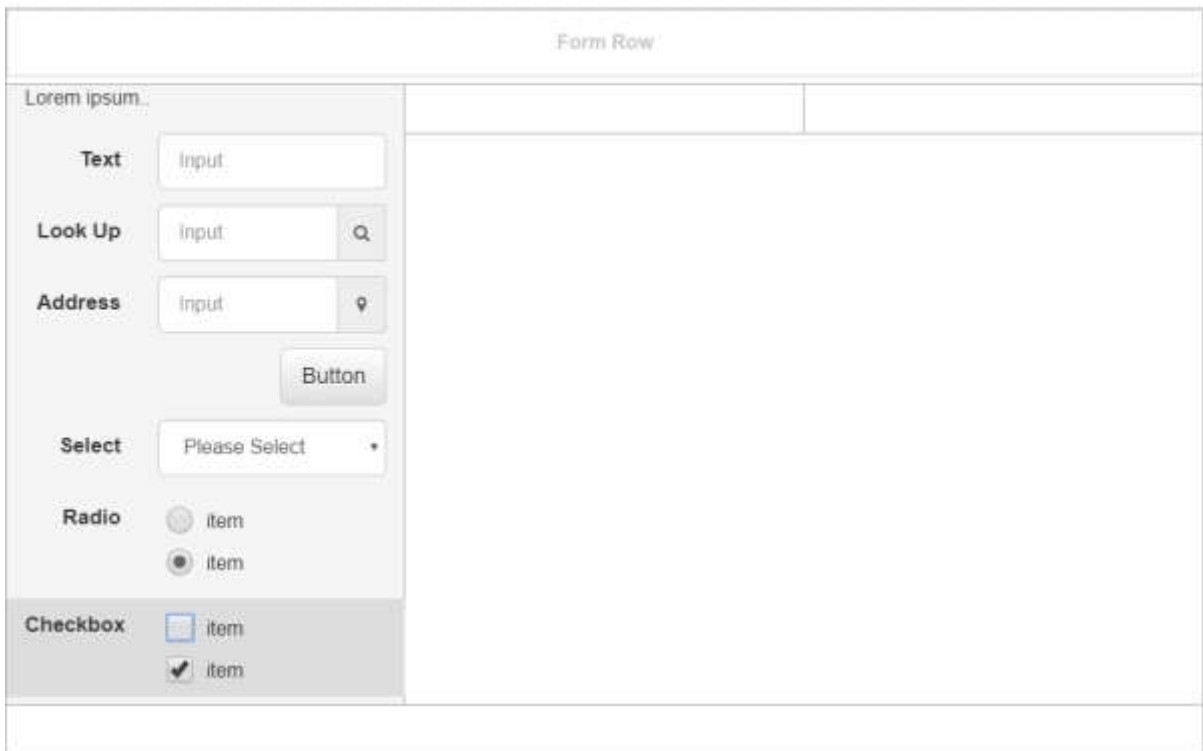 Form Row
Lorem ipsum..
Text Input
Look Up Input
Address Input
Button
Select Please Select
Radio item
item
Checkbox item
item